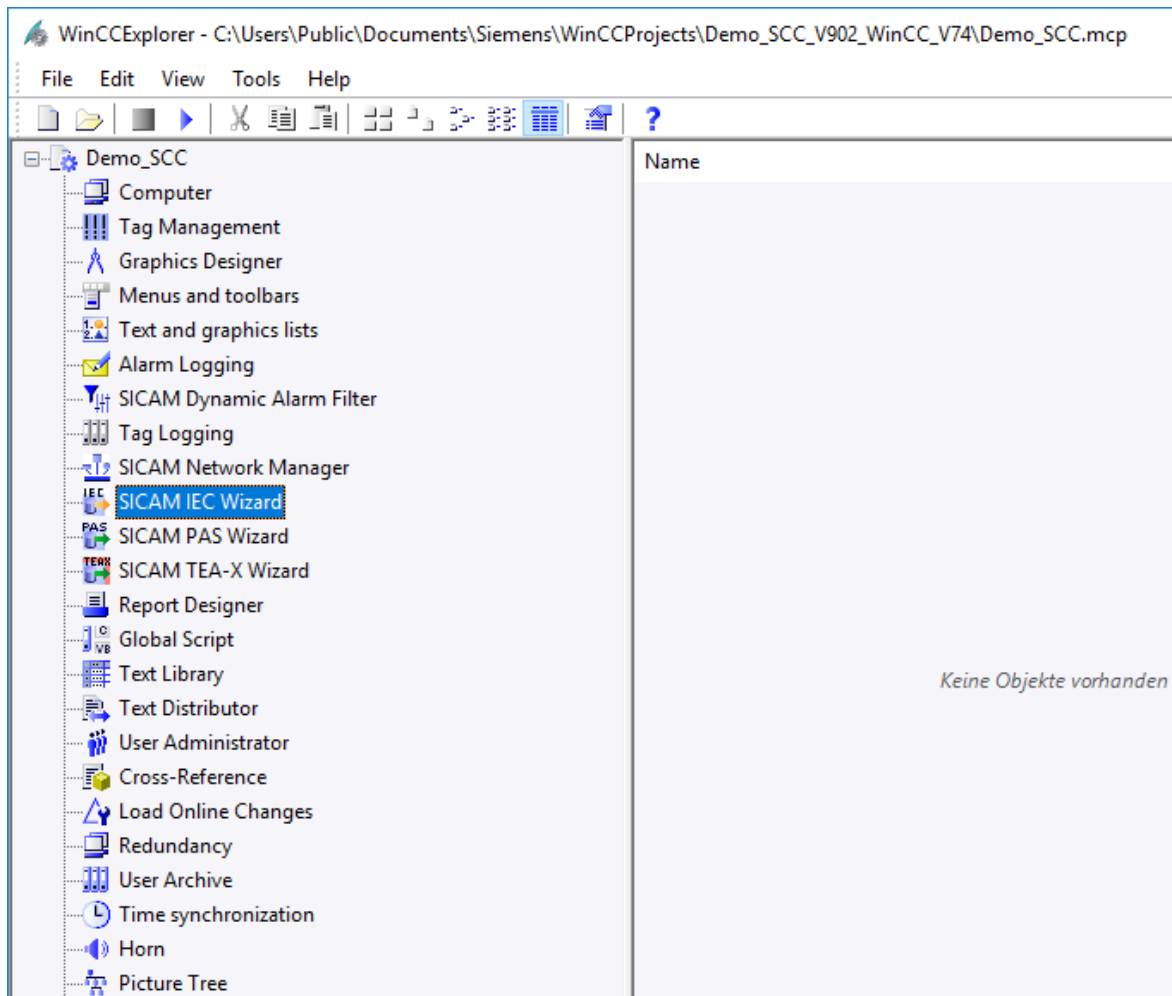 WinCCExplorer - C:\Users\Public\Documents\Siemens\WinCCProjects\Demo_SCC_V902_WinCC_V74\Demo_SCC.mcp
File Edit View Tools Help
Demo_SCC
Name
Computer
Tag Management
Graphics Designer
Menus and toolbars
Text and graphics lists
Alarm Logging
SICAM Dynamic Alarm Filter
Tag Logging
SICAM Network Manager
IEC SICAM IEC Wizard
PAS SICAM PAS Wizard
TEAX SICAM TEA-X Wizard
Report Designer
Global Script
Text Library
Keine Objekte vorhanden
Text Distributor
User Administrator
Cross-Reference
Load Online Changes
Redundancy
User Archive
Time synchronization
Horn
Picture Tree